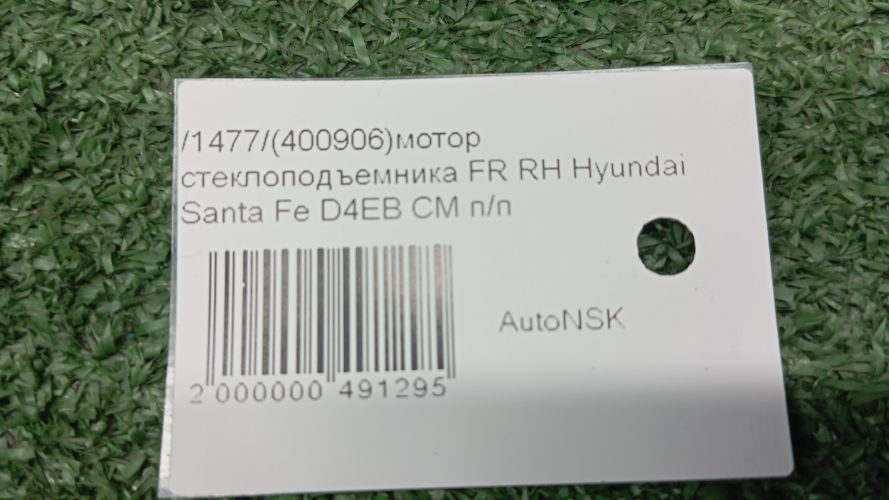 /1477/(400906)мотор
стеклоподъемника FR RH Hyundai
Santa Fe D4EB CM п/п
AutoNSK
2 000000 491295